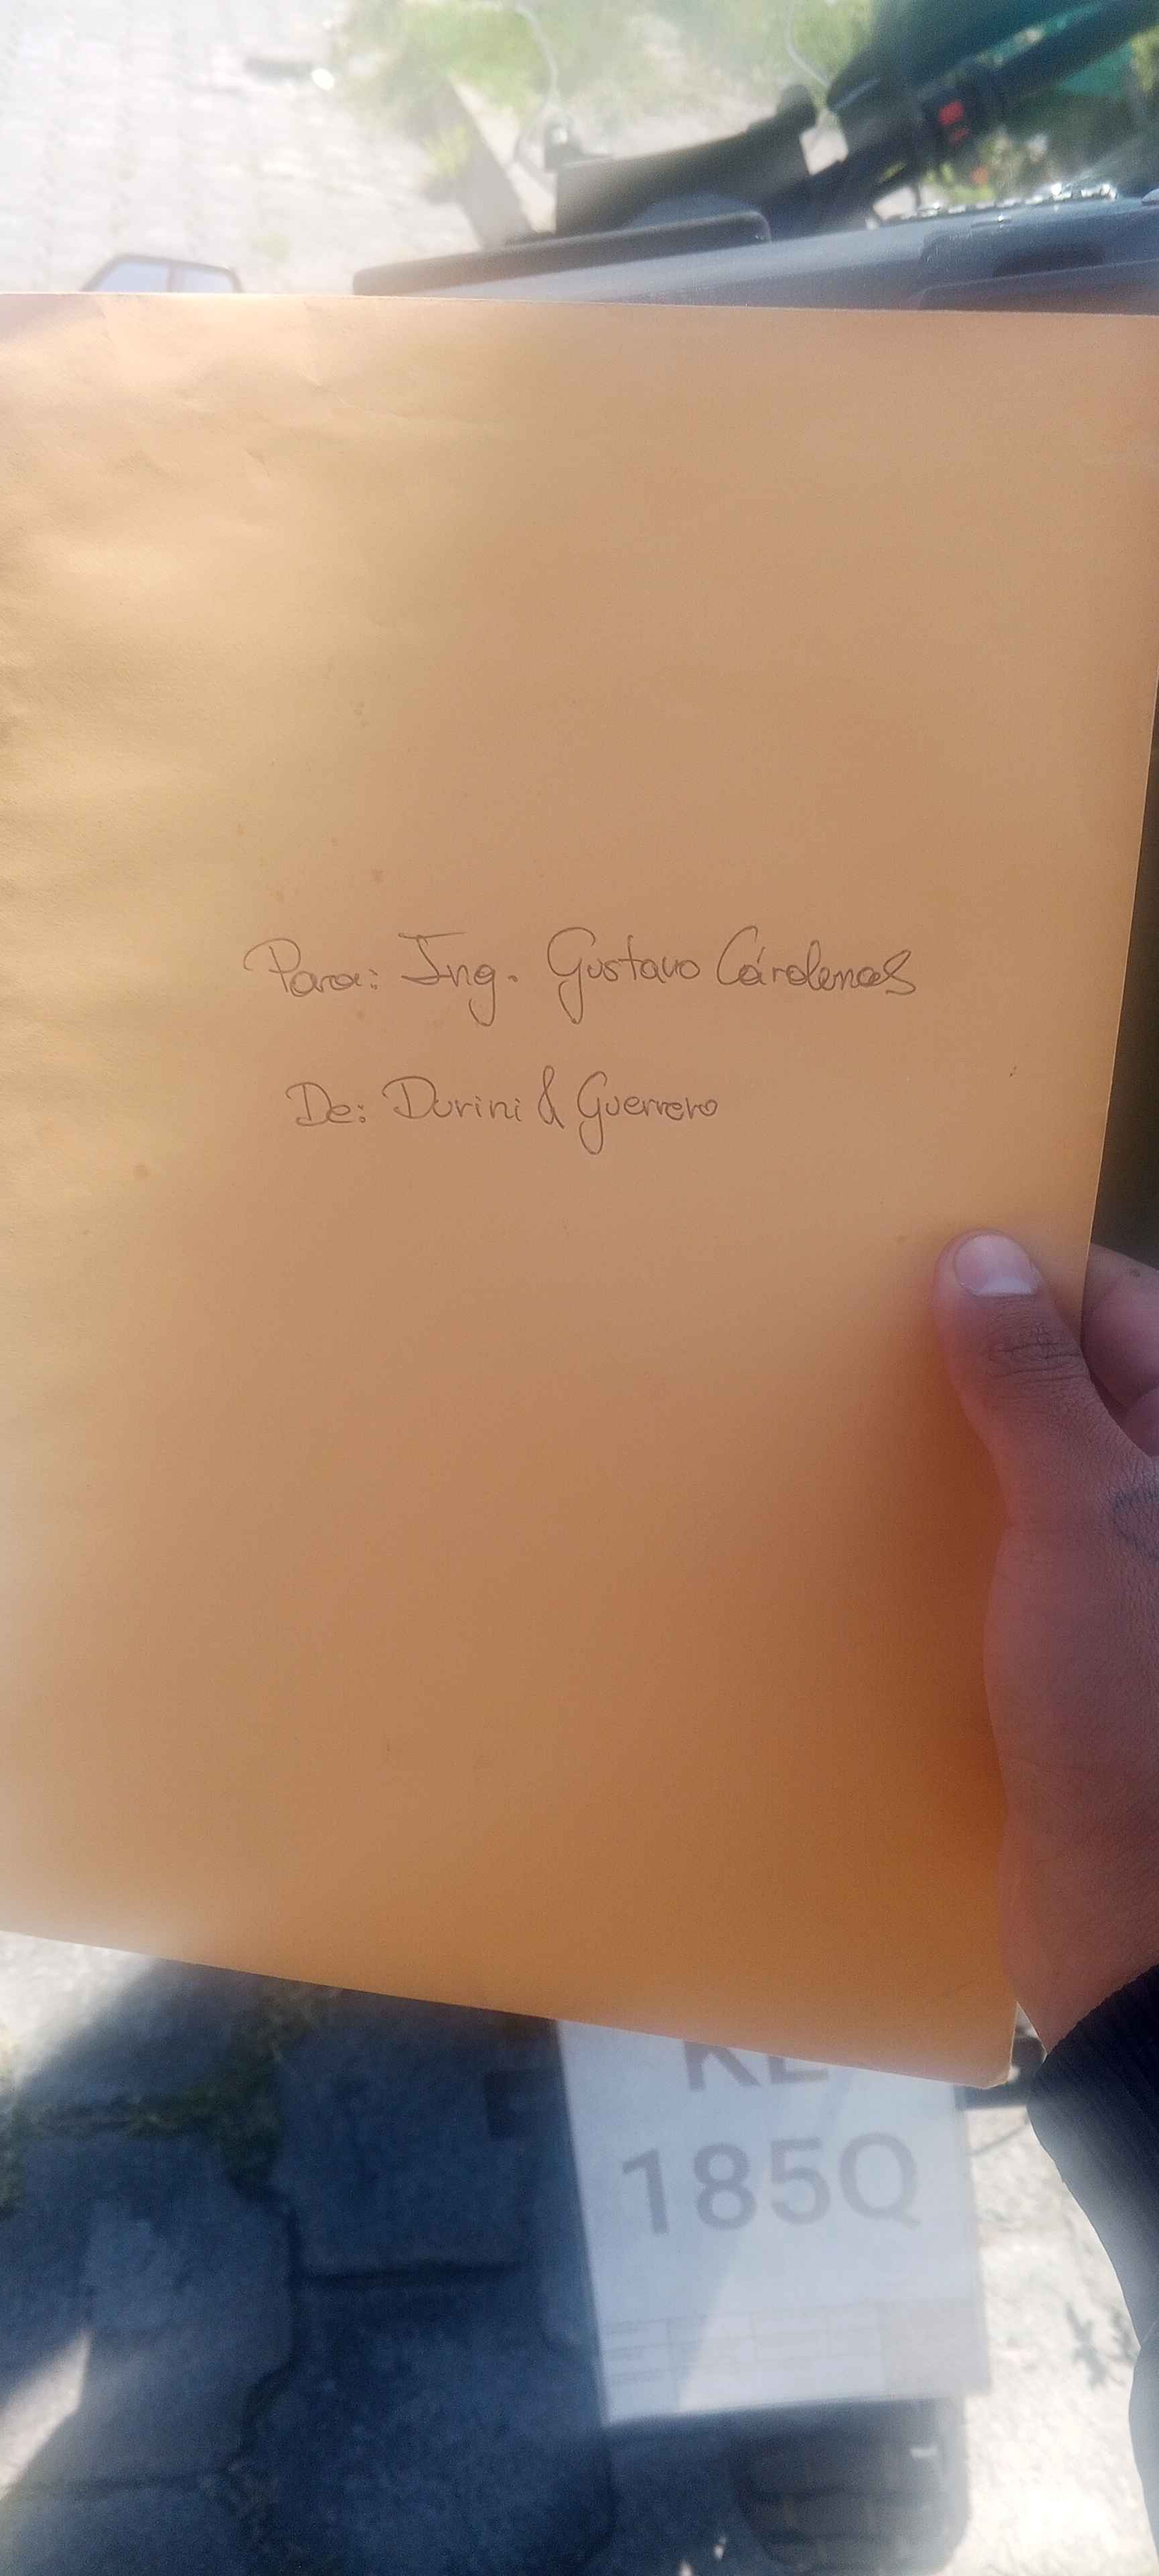 Para: Ing. Gustavo Cárdenas
De: Durini & Guerrero
185Q